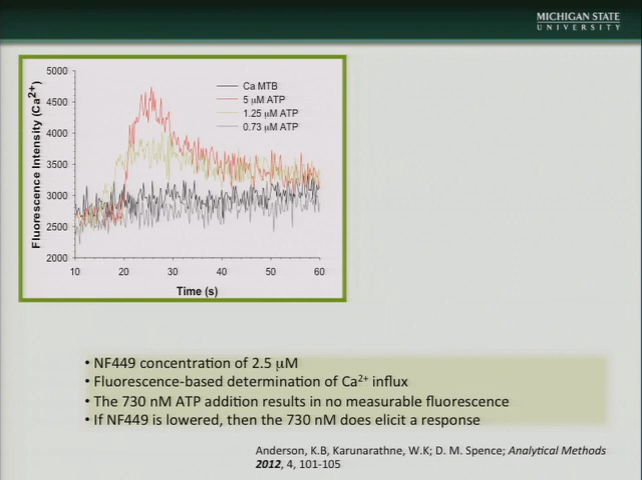 MICHIGAN STATE
UNIVERSITY
5000
4500
4000
3500
3000
2500
2000
Fluorescence Intensity (Ca2+)
Ca MTB
5 μM ATP
1.25 μM ATP
0.73 μM ATP
10 20 30 40 50 60
Time (s)
• NF449 concentration of 2.5 μM
• Fluorescence-based determination of Ca2+ influx
• The 730 nM ATP addition results in no measurable fluorescence
• If NF449 is lowered, then the 730 nM does elicit a response
Anderson, K.B, Karunarathne, W.K; D. M. Spence; Analytical Methods
2012, 4, 101-105